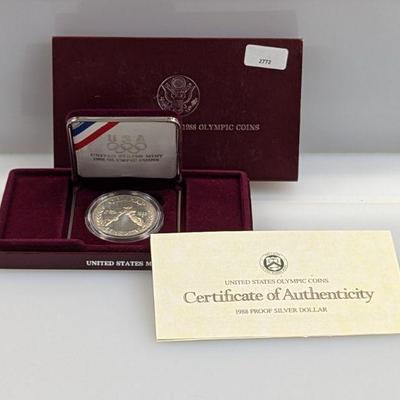 2772
1988 OLYMPIC COINS
USA
UNITED STATES MINT
1988 OLYMPIC COINS
UNITED STATES M
UNITED STATES OLYMPIC COINS
Certificate of Authenticity
1988 PROOF SILVER DOLLAR